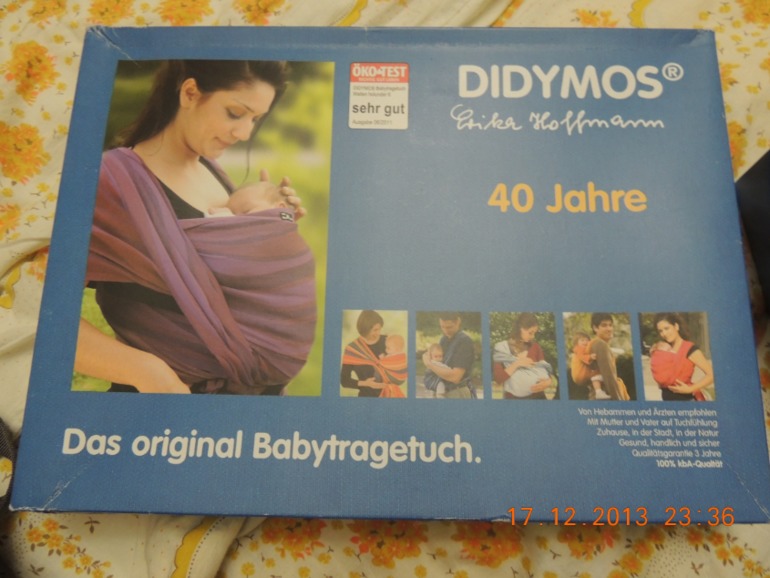 ÖKO-TEST
sehr gut
DIDYMOS®
Erika Hoffmann
40 Jahre
Von Hebammen und Ärzten empfohlen
Mit Mutter und Vater auf Tuchfühlung
Zuhause, in der Stadt, in der Natur
Gesund, handlich und sicher
Qualitätsgarantie 3 Jahre
100% kbA-Qualität
Das original Babytragetuch.
17.12.2013 23:36